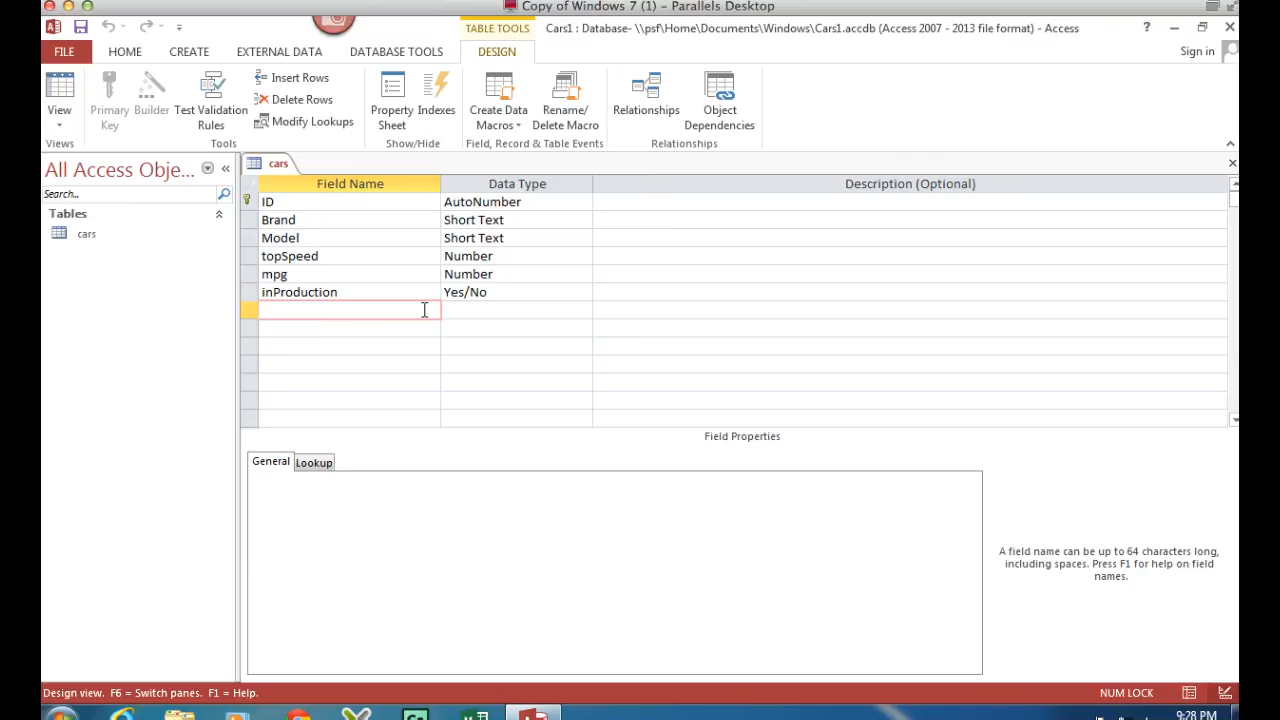 Copy of Windows 7 (1) – Parallels Desktop
TABLE TOOLS
Cars1 : Database- \\psf\Home\Documents\Windows\Cars1.accdb (Access 2007 - 2013 file format) - Access
?
FILE
HOME
CREATE
EXTERNAL DATA
DATABASE TOOLS
DESIGN
Sign in
View
Primary Key
Builder
Test Validation Rules
Insert Rows
Delete Rows
Modify Lookups
Property Sheet
Indexes
Create Data Macros
Rename/ Delete Macro
Relationships
Object Dependencies
Views
Tools
Show/Hide
Field, Record & Table Events
Relationships
All Access Obje...
Search...
Tables
cars
cars
Field Name Data Type Description (Optional)
ID AutoNumber
Brand Short Text
Model Short Text
topSpeed Number
mpg Number
inProduction Yes/No
Field Properties
General Lookup
A field name can be up to 64 characters long,
including spaces. Press F1 for help on field
names.
Design view. F6 = Switch panes. F1 = Help.
NUM LOCK
9:28 PM